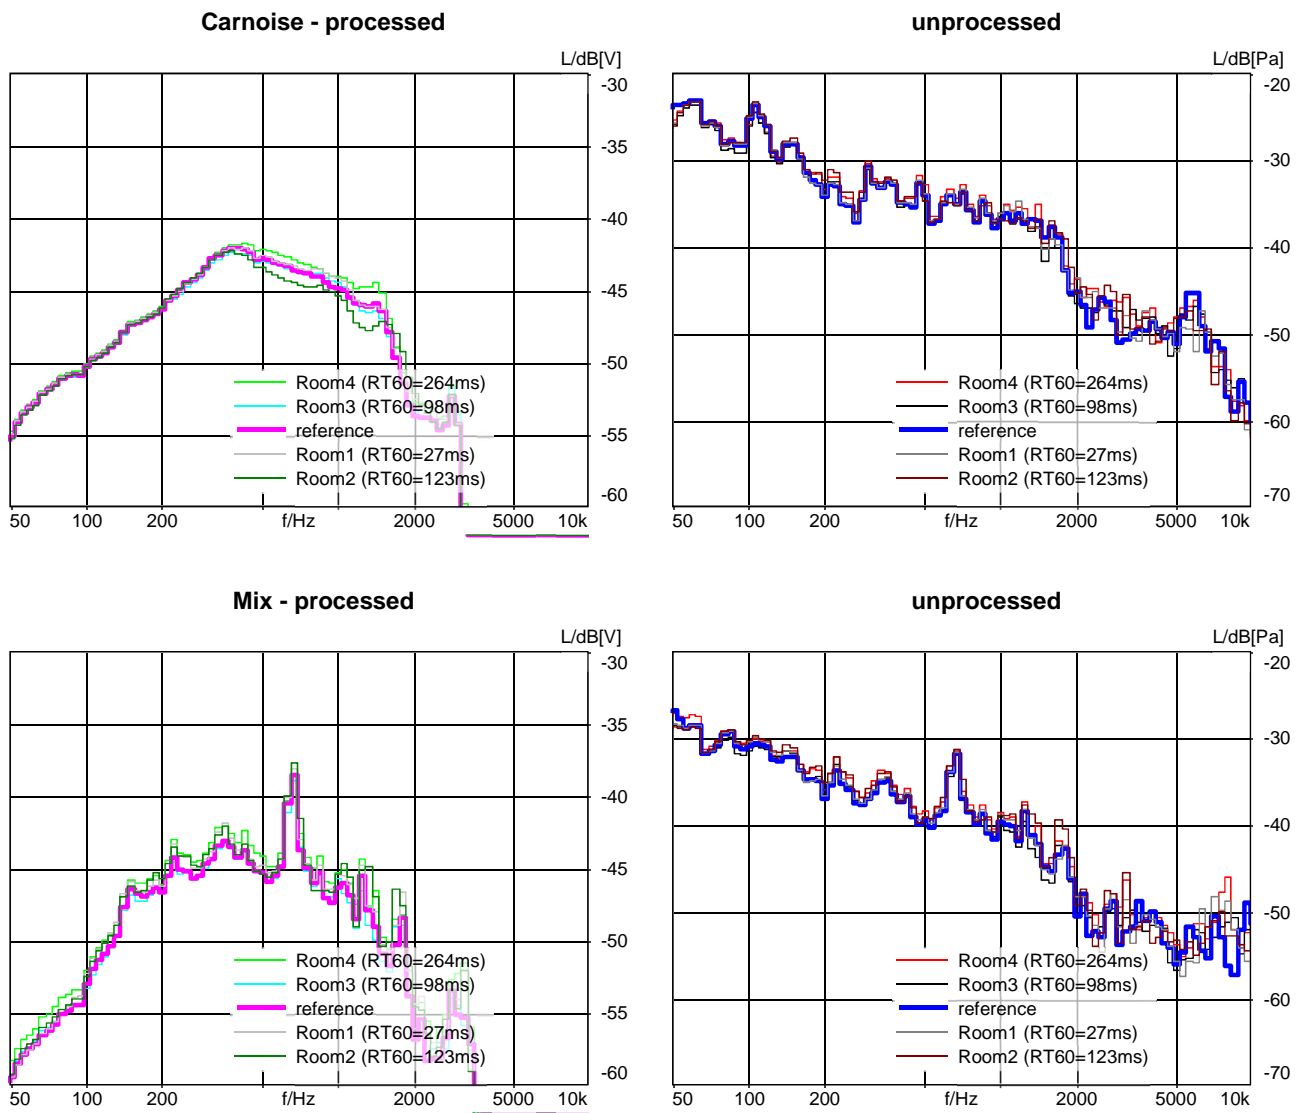 Carnoise - processed
unprocessed
L/dB[V]
L/dB[Pa]
-30
-35
-40
-45
-50
-55
-60
-20
-30
-40
-50
-60
-70
Room4 (RT60=264ms)
Room3 (RT60=98ms)
reference
Room1 (RT60=27ms)
Room2 (RT60=123ms)
Room4 (RT60=264ms)
Room3 (RT60=98ms)
reference
Room1 (RT60=27ms)
Room2 (RT60=123ms)
50 100 200 f/Hz 2000 5000 10k
50 100 200 f/Hz 2000 5000 10k
Mix - processed
unprocessed
L/dB[V]
L/dB[Pa]
-30
-35
-40
-45
-50
-55
-60
-20
-30
-40
-50
-60
-70
Room4 (RT60=264ms)
Room3 (RT60=98ms)
reference
Room1 (RT60=27ms)
Room2 (RT60=123ms)
Room4 (RT60=264ms)
Room3 (RT60=98ms)
reference
Room1 (RT60=27ms)
Room2 (RT60=123ms)
50 100 200 f/Hz 2000 5000 10k
50 100 200 f/Hz 2000 5000 10k